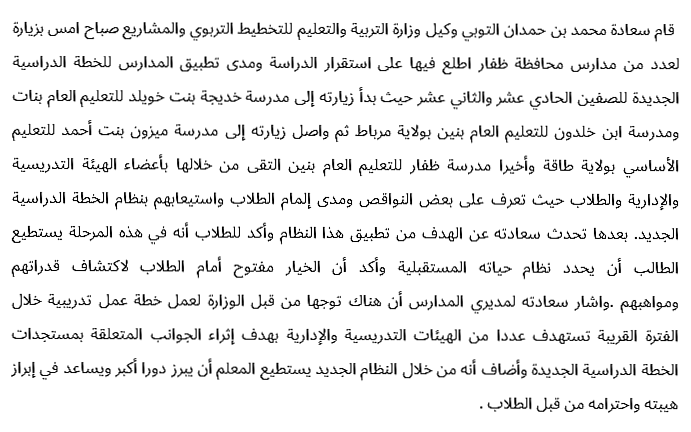 قام سعادة محمد بن حمدان التوبي وكيل وزارة التربية والتعليم للتخطيط التربوي والمشاريع صباح امس بزيارة
لعدد من مدارس محافظة ظفار اطلع فيها على استقرار الدراسة ومدى تطبيق المدارس للخطة الدراسية
الجديدة للصفين الحادي عشر والثاني عشر حيث بدأ زيارته إلى مدرسة خديجة بنت خويلد للتعليم العام بنات
ومدرسة ابن خلدون للتعليم العام بنين بولاية مرباط ثم واصل زيارته إلى مدرسة ميزون بنت أحمد للتعليم
الأساسي بولاية طاقة وأخيرا مدرسة ظفار للتعليم العام بنين التقى من خلالها بأعضاء الهيئة التدريسية
والإدارية والطلاب حيث تعرف على بعض النواقص ومدى إلمام الطلاب واستيعابهم بنظام الخطة الدراسية
الجديد. بعدها تحدث سعادته عن الهدف من تطبيق هذا النظام وأكد للطلاب أنه في هذه المرحلة يستطيع
الطالب أن يحدد نظام حياته المستقبلية وأكد أن الخيار مفتوح أمام الطلاب لاكتشاف قدراتهم
ومواهبهم .واشار سعادته لمديري المدارس أن هناك توجها من قبل الوزارة لعمل خطة عمل تدريبية خلال
الفترة القريبة تستهدف عددا من الهيئات التدريسية والإدارية بهدف إثراء الجوانب المتعلقة بمستجدات
الخطة الدراسية الجديدة وأضاف أنه من خلال النظام الجديد يستطيع المعلم أن يبرز دورا أكبر ويساعد في إبراز
هيبته واحترامه من قبل الطلاب .